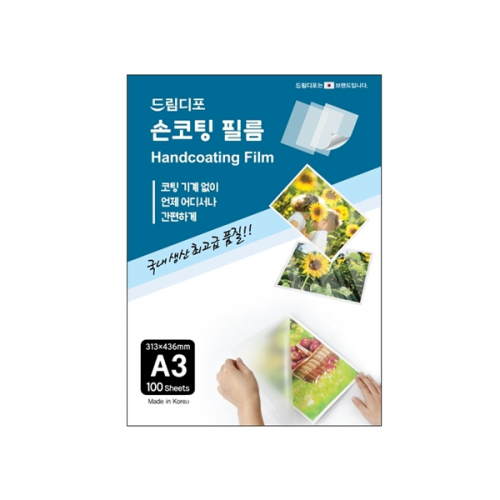 드림디포는 브랜드입니다.
드림디포
손코팅 필름
Handcoating Film
코팅 기계 없이
언제 어디서나
간편하게
국내 생산 최고급 품질!!
313×436mm
A3
100 Sheets
Made in Korea